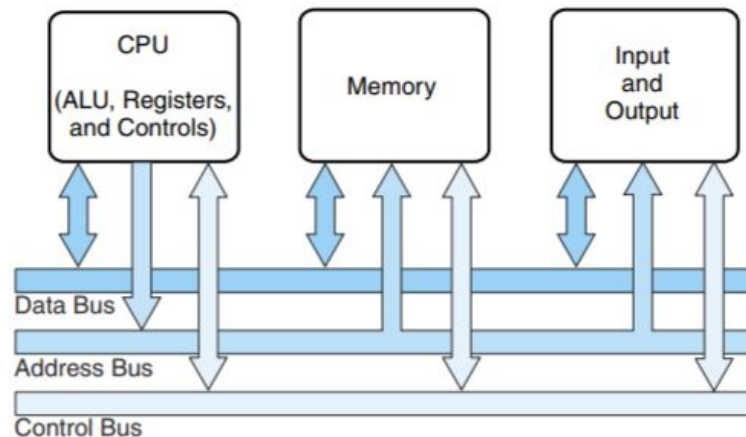 CPU
(ALU, Registers,
and Controls)
Memory
Input
and
Output
Data Bus
Address Bus
Control Bus